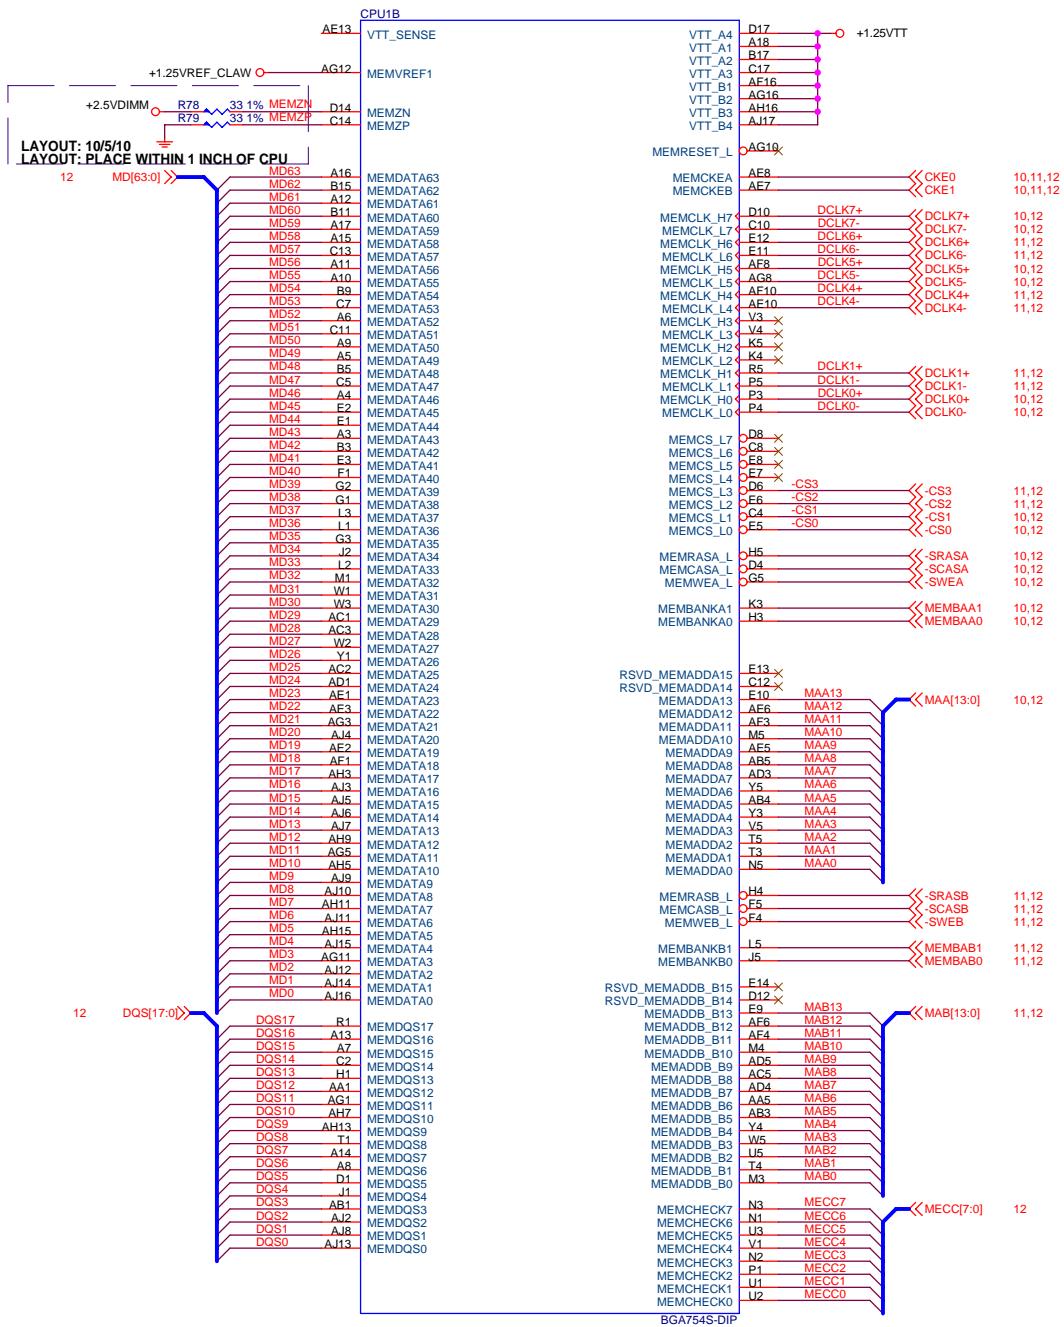 CPU1B
AE13 VTT_SENSE
VTT_A4 D17 +1.25VTT
VTT_A1 A18
VTT_A2 B17
VTT_A3 C17
VTT_B1 AF16
VTT_B2 AG16
VTT_B3 AH16
VTT_B4 AJ17
+1.25VREF_CLAW AG12 MEMVREF1
+2.5VDIMM R78 33 1% MEMZN D14 MEMZN
R79 33 1% MEMZP C14 MEMZP
LAYOUT: 10/5/10
LAYOUT: PLACE WITHIN 1 INCH OF CPU
12 MD[63:0]
MD63 A16 MEMDATA63
MD62 B15 MEMDATA62
MD61 A12 MEMDATA61
MD60 B11 MEMDATA60
MD59 A17 MEMDATA59
MD58 A15 MEMDATA58
MD57 C13 MEMDATA57
MD56 A11 MEMDATA56
MD55 A10 MEMDATA55
MD54 B9 MEMDATA54
MD53 C7 MEMDATA53
MD52 A6 MEMDATA52
MD51 C11 MEMDATA51
MD50 A9 MEMDATA50
MD49 A5 MEMDATA49
MD48 B5 MEMDATA48
MD47 C5 MEMDATA47
MD46 A4 MEMDATA46
MD45 E2 MEMDATA45
MD44 E1 MEMDATA44
MD43 A3 MEMDATA43
MD42 B3 MEMDATA42
MD41 E3 MEMDATA41
MD40 F1 MEMDATA40
MD39 G2 MEMDATA39
MD38 G1 MEMDATA38
MD37 L3 MEMDATA37
MD36 L1 MEMDATA36
MD35 G3 MEMDATA35
MD34 J2 MEMDATA34
MD33 L2 MEMDATA33
MD32 M1 MEMDATA32
MD31 W1 MEMDATA31
MD30 W3 MEMDATA30
MD29 AC1 MEMDATA29
MD28 AC3 MEMDATA28
MD27 W2 MEMDATA27
MD26 Y1 MEMDATA26
MD25 AC2 MEMDATA25
MD24 AD1 MEMDATA24
MD23 AE1 MEMDATA23
MD22 AE3 MEMDATA22
MD21 AG3 MEMDATA21
MD20 AJ4 MEMDATA20
MD19 AE2 MEMDATA19
MD18 AF1 MEMDATA18
MD17 AH3 MEMDATA17
MD16 AJ3 MEMDATA16
MD15 AJ5 MEMDATA15
MD14 AJ6 MEMDATA14
MD13 AJ7 MEMDATA13
MD12 AH9 MEMDATA12
MD11 AG5 MEMDATA11
MD10 AH5 MEMDATA10
MD9 AJ9 MEMDATA9
MD8 AJ10 MEMDATA8
MD7 AH11 MEMDATA7
MD6 AJ11 MEMDATA6
MD5 AH15 MEMDATA5
MD4 AJ15 MEMDATA4
MD3 AG11 MEMDATA3
MD2 AJ12 MEMDATA2
MD1 AJ14 MEMDATA1
MD0 AJ16 MEMDATA0
12 DQS[17:0]
DQS17 R1 MEMDQS17
DQS16 A13 MEMDQS16
DQS15 A7 MEMDQS15
DQS14 C2 MEMDQS14
DQS13 H1 MEMDQS13
DQS12 AA1 MEMDQS12
DQS11 AG1 MEMDQS11
DQS10 AH7 MEMDQS10
DQS9 AH13 MEMDQS9
DQS8 T1 MEMDQS8
DQS7 A14 MEMDQS7
DQS6 A8 MEMDQS6
DQS5 D1 MEMDQS5
DQS4 J1 MEMDQS4
DQS3 AB1 MEMDQS3
DQS2 AJ2 MEMDQS2
DQS1 AJ8 MEMDQS1
DQS0 AJ13 MEMDQS0
MEMRESET_L AG10
MEMCKEA AE8 CKE0 10,11,12
MEMCKEB AE7 CKE1 10,11,12
MEMCLK_H7 D10 DCLK7+ DCLK7+ 10,12
MEMCLK_L7 C10 DCLK7- DCLK7- 10,12
MEMCLK_H6 E12 DCLK6+ DCLK6+ 11,12
MEMCLK_L6 E11 DCLK6- DCLK6- 11,12
MEMCLK_H5 AF8 DCLK5+ DCLK5+ 10,12
MEMCLK_L5 AG8 DCLK5- DCLK5- 10,12
MEMCLK_H4 AF10 DCLK4+ DCLK4+ 11,12
MEMCLK_L4 AE10 DCLK4- DCLK4- 11,12
MEMCLK_H3 V3
MEMCLK_L3 V4
MEMCLK_H2 K5
MEMCLK_L2 K4
MEMCLK_H1 R5 DCLK1+ DCLK1+ 11,12
MEMCLK_L1 P5 DCLK1- DCLK1- 11,12
MEMCLK_H0 P3 DCLK0+ DCLK0+ 10,12
MEMCLK_L0 P4 DCLK0- DCLK0- 10,12
MEMCS_L7 D8
MEMCS_L6 C8
MEMCS_L5 E8
MEMCS_L4 E7
MEMCS_L3 D6 -CS3 -CS3 11,12
MEMCS_L2 E6 -CS2 -CS2 11,12
MEMCS_L1 C4 -CS1 -CS1 10,12
MEMCS_L0 E5 -CS0 -CS0 10,12
MEMRASA_L H5 -SRASA 10,12
MEMCASA_L D4 -SCASA 10,12
MEMWEA_L G5 -SWEA 10,12
MEMBANKA1 K3 MEMBAA1 10,12
MEMBANKA0 H3 MEMBAA0 10,12
RSVD_MEMADDA15 E13
RSVD_MEMADDA14 C12
MEMADDA13 E10 MAA13 MAA[13:0] 10,12
MEMADDA12 AE6 MAA12
MEMADDA11 AF3 MAA11
MEMADDA10 M5 MAA10
MEMADDA9 AE5 MAA9
MEMADDA8 AB5 MAA8
MEMADDA7 AD3 MAA7
MEMADDA6 Y5 MAA6
MEMADDA5 AB4 MAA5
MEMADDA4 Y3 MAA4
MEMADDA3 V5 MAA3
MEMADDA2 T5 MAA2
MEMADDA1 T3 MAA1
MEMADDA0 N5 MAA0
MEMRASB_L H4 -SRASB 11,12
MEMCASB_L F5 -SCASB 11,12
MEMWEB_L F4 -SWEB 11,12
MEMBANKB1 L5 MEMBAB1 11,12
MEMBANKB0 J5 MEMBAB0 11,12
RSVD_MEMADDB_B15 E14
RSVD_MEMADDB_B14 D12
MEMADDB_B13 E9 MAB13 MAB[13:0] 11,12
MEMADDB_B12 AF6 MAB12
MEMADDB_B11 AF4 MAB11
MEMADDB_B10 M4 MAB10
MEMADDB_B9 AD5 MAB9
MEMADDB_B8 AC5 MAB8
MEMADDB_B7 AD4 MAB7
MEMADDB_B6 AA5 MAB6
MEMADDB_B5 AB3 MAB5
MEMADDB_B4 Y4 MAB4
MEMADDB_B3 W5 MAB3
MEMADDB_B2 U5 MAB2
MEMADDB_B1 T4 MAB1
MEMADDB_B0 M3 MAB0
MEMCHECK7 N3 MECC7 MECC[7:0] 12
MEMCHECK6 N1 MECC6
MEMCHECK5 U3 MECC5
MEMCHECK4 V1 MECC4
MEMCHECK3 N2 MECC3
MEMCHECK2 P1 MECC2
MEMCHECK1 U1 MECC1
MEMCHECK0 U2 MECC0
BGA754S-DIP